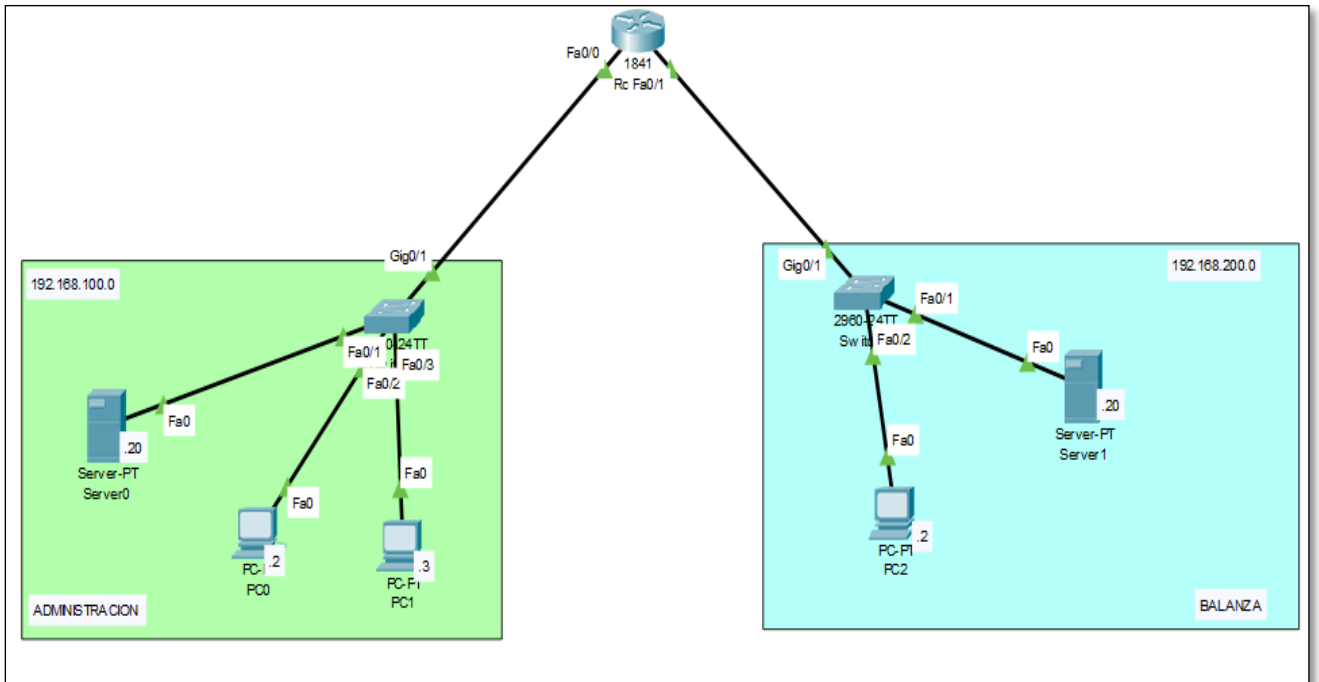 Fa0/0
1841
Rc Fa0/1
Gig0/1
192.168.100.0
Gig0/1
192.168.200.0
Fa0/1
2960-24TT
Fa0/2
Fa0/1
Fa0/3
Fa0/2
Fa0
Fa0
.20
.20
Server-PT
Server1
Fa0
Server-PT
Server0
Fa0
Fa0
.2
PC0
.3
PC-PT
PC1
.2
PC-PT
PC2
ADMINISTRACION
BALANZA